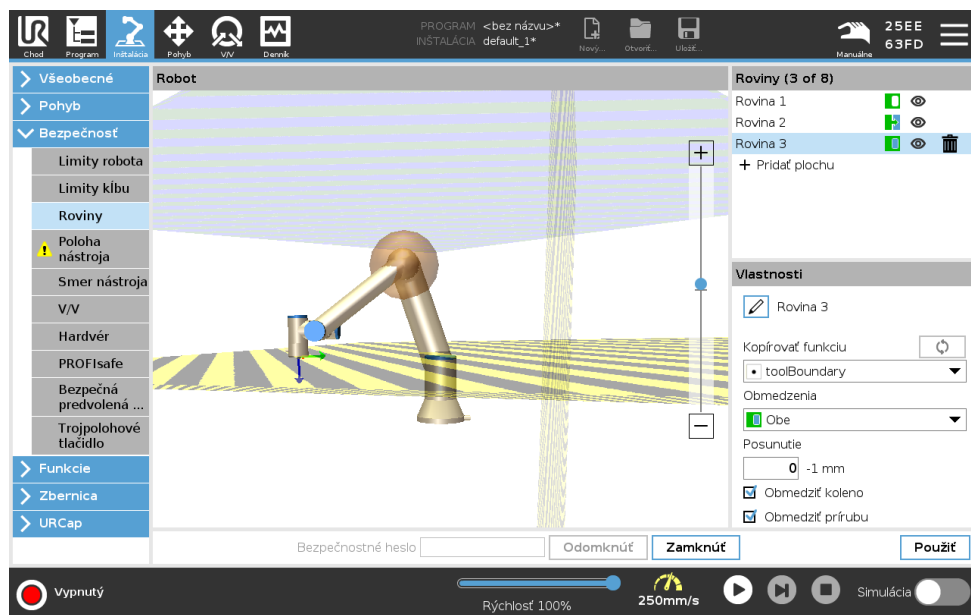 PROGRAM <bez názvu>*
INŠTALÁCIA default_1*
Chod
Program
Inštalácia
Pohyb
V/V
Denník
Nový...
Otvoriť...
Uložiť...
Manuálne
25EE
63FD
Všeobecné
Pohyb
Bezpečnosť
Limity robota
Limity kĺbu
Roviny
Poloha
nástroja
Smer nástroja
V/V
Hardvér
PROFIsafe
Bezpečná
predvolená ...
Trojpolohové
tlačidlo
Funkcie
Zbernica
URCap
Robot
Roviny (3 of 8)
Rovina 1
Rovina 2
Rovina 3
+ Pridať plochu
Vlastnosti
Rovina 3
Kopírovať funkciu
toolBoundary
Obmedzenia
Obe
Posunutie
0 -1 mm
Obmedziť koleno
Obmedziť prírubu
Bezpečnostné heslo
Odomknúť
Zamknúť
Použiť
Vypnutý
Rýchlosť 100%
250mm/s
Simulácia